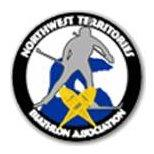 NORTHWEST TERRITORIES
BIATHLON ASSOCIATION